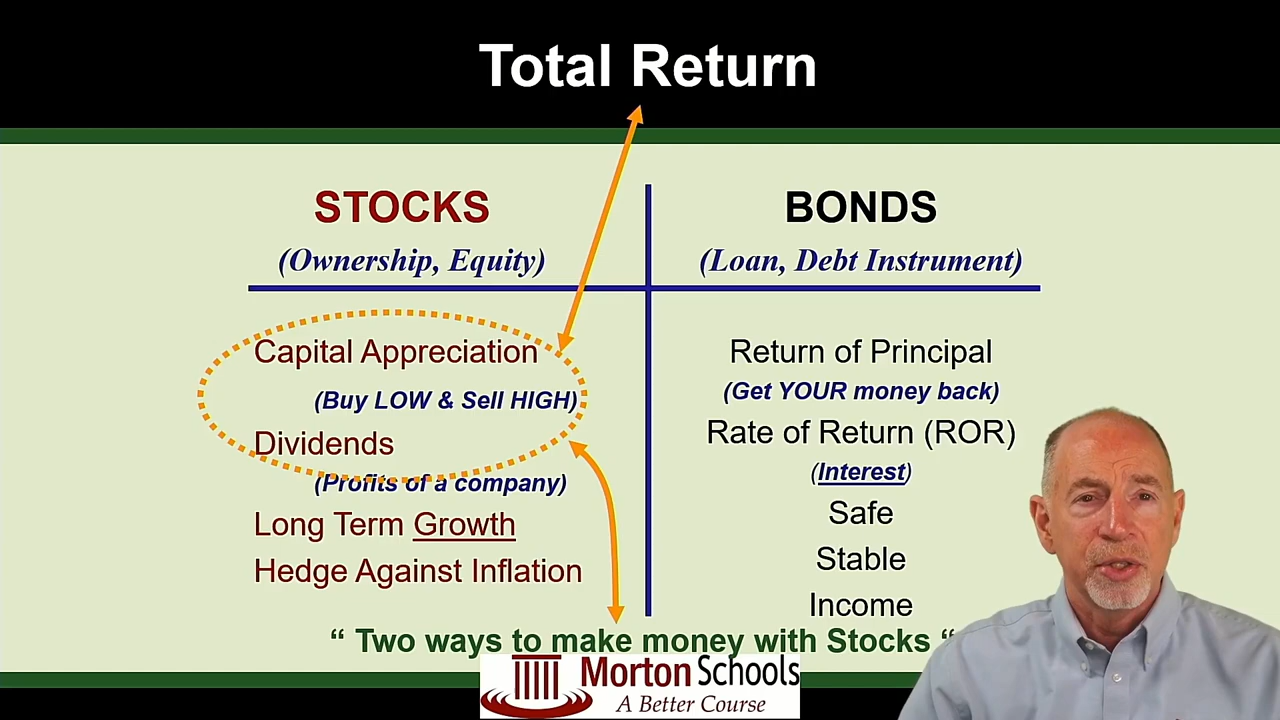 Total Return
STOCKS
(Ownership, Equity)
Capital Appreciation
(Buy LOW & Sell HIGH)
Dividends
(Profits of a company)
Long Term Growth
Hedge Against Inflation
BONDS
(Loan, Debt Instrument)
Return of Principal
(Get YOUR money back)
Rate of Return (ROR)
(Interest)
Safe
Stable
Income
“ Two ways to make money with Stocks “
Morton Schools
A Better Course